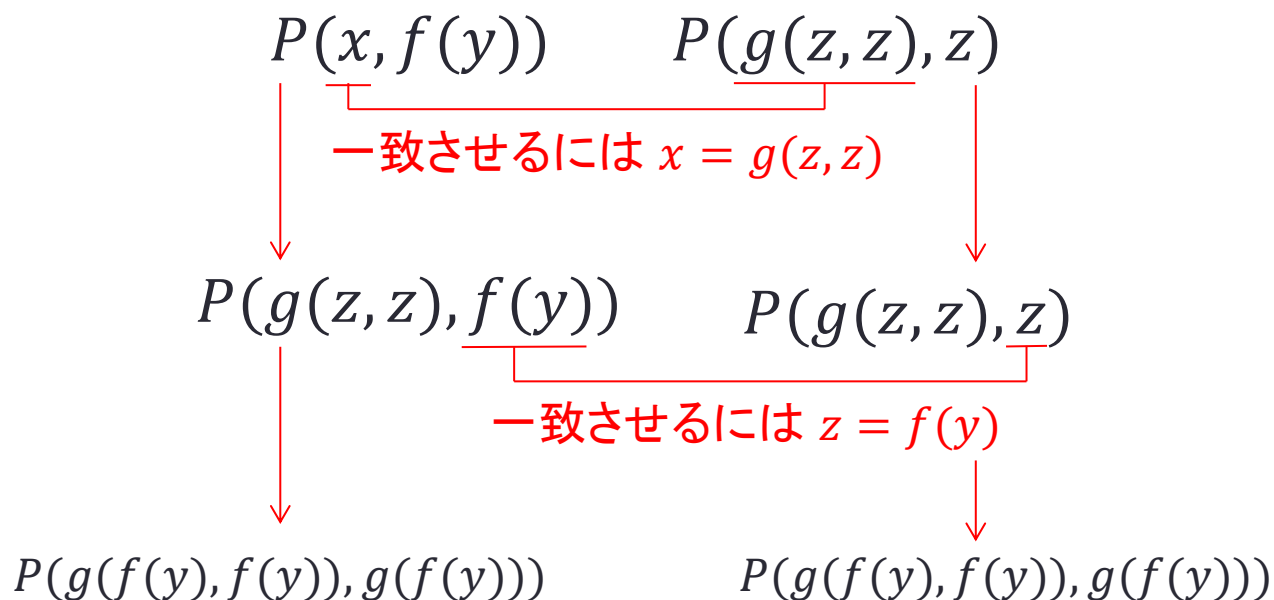 P(x, f(y)) P(g(z, z), z)
一致させるには x = g(z, z)
P(g(z, z), f(y)) P(g(z, z), z)
一致させるには z = f(y)
P(g(f(y), f(y)), g(f(y))) P(g(f(y), f(y)), g(f(y)))